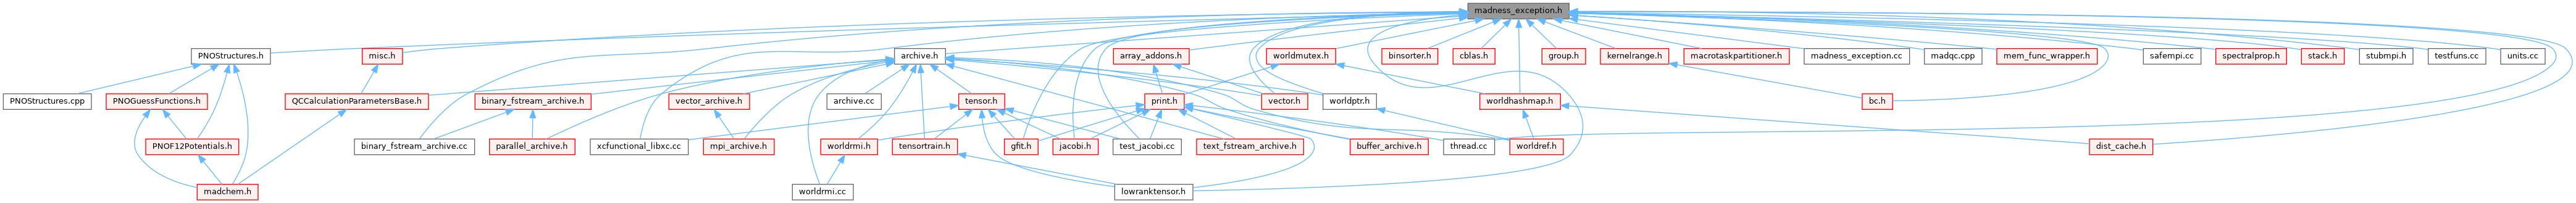 madness_exception.h
PNOStructures.h
misc.h
archive.h
array_addons.h
worldmutex.h
binsorter.h
cblas.h
group.h
kernelrange.h
macrotaskpartitioner.h
madness_exception.cc
madqc.cpp
mem_func_wrapper.h
safempi.cc
spectralprop.h
stack.h
stubmpi.h
testfuns.cc
units.cc
PNOStructures.cpp
PNOGuessFunctions.h
QCCalculationParametersBase.h
binary_fstream_archive.h
vector_archive.h
archive.cc
tensor.h
print.h
vector.h
worldptr.h
worldhashmap.h
bc.h
PNOF12Potentials.h
binary_fstream_archive.cc
parallel_archive.h
xcfunctional_libxc.cc
mpi_archive.h
worldrmi.h
tensortrain.h
gfit.h
jacobi.h
test_jacobi.cc
text_fstream_archive.h
buffer_archive.h
thread.cc
worldref.h
dist_cache.h
madchem.h
worldrmi.cc
lowranktensor.h